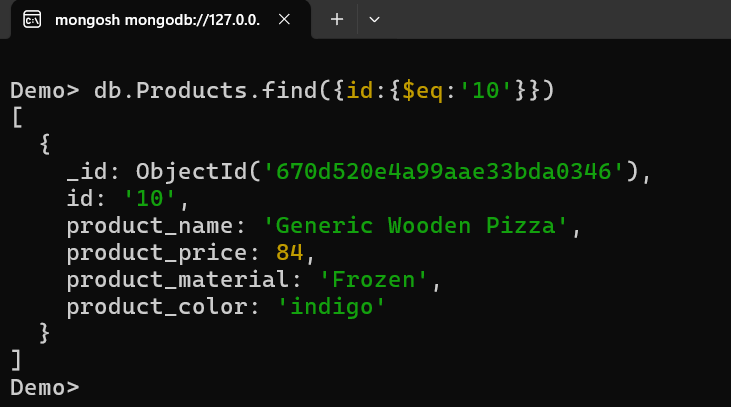 mongosh mongodb://127.0.0.
Demo> db.Products.find({id:{$eq:'10'}})
[
  {
    _id: ObjectId('670d520e4a99aae33bda0346'),
    id: '10',
    product_name: 'Generic Wooden Pizza',
    product_price: 84,
    product_material: 'Frozen',
    product_color: 'indigo'
  }
]
Demo>